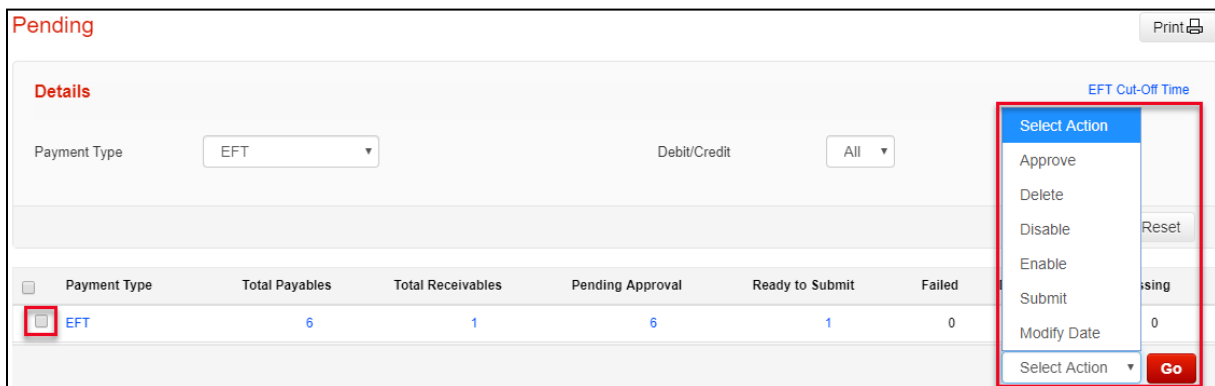 Pending
Print
Details
EFT Cut-Off Time
Payment Type
EFT
Debit/Credit
All
Select Action
Approve
Delete
Disable
Enable
Submit
Modify Date
Reset
Payment Type Total Payables Total Receivables Pending Approval Ready to Submit Failed
EFT 6 1 6 1 0 0
Select Action
Go